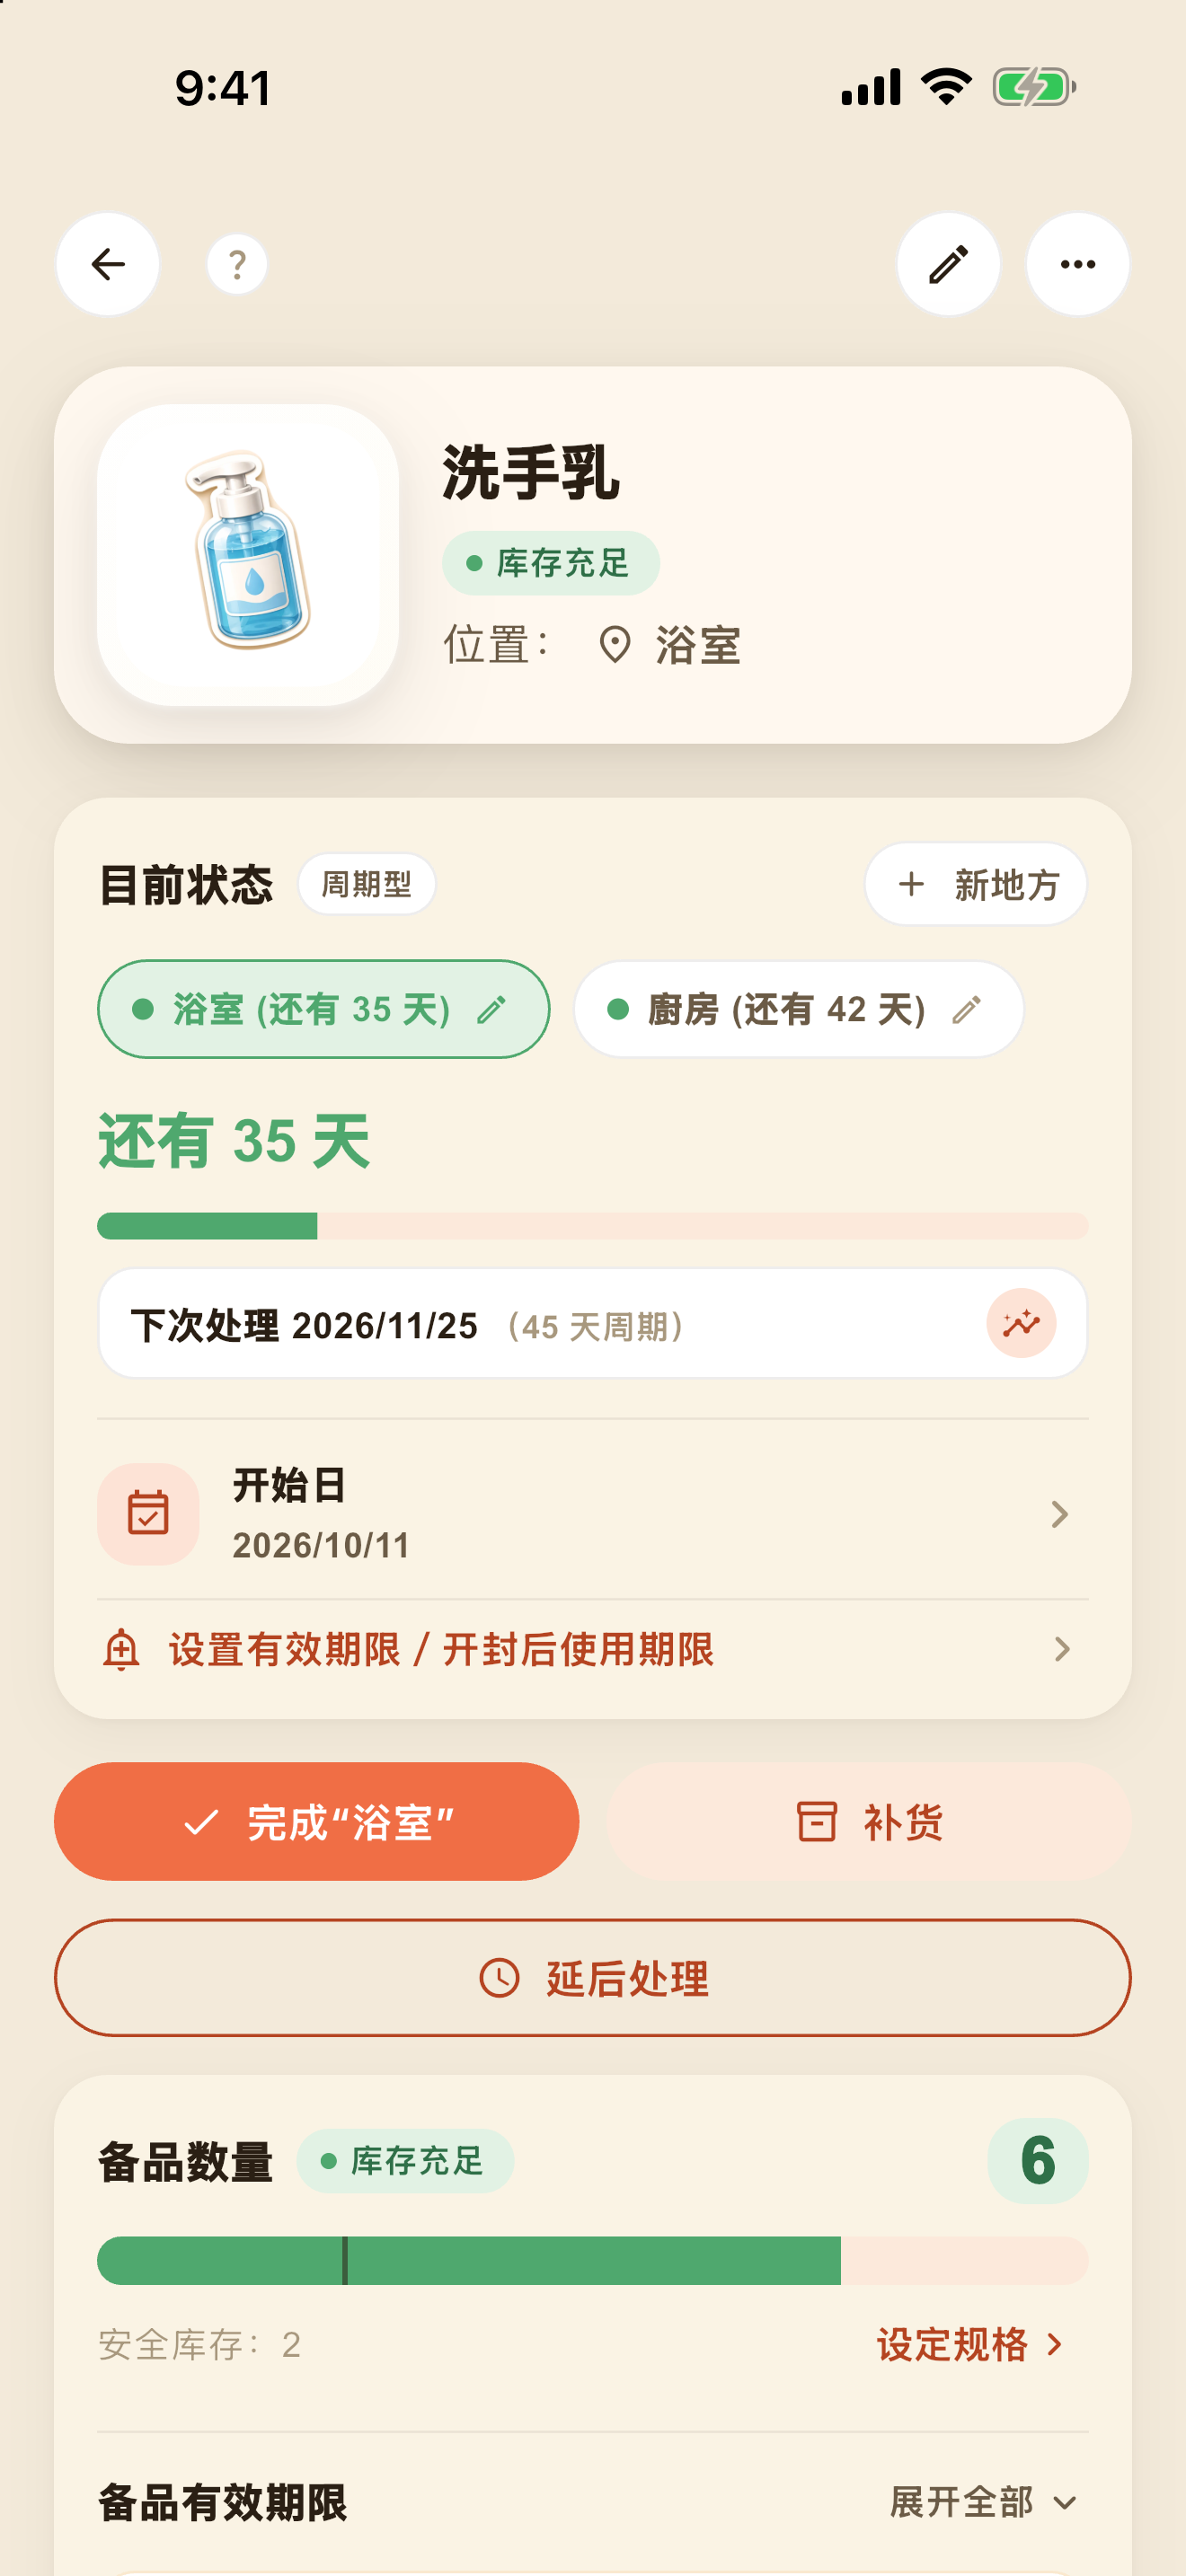 9:41
?
洗手乳
库存充足
位置： 浴室
目前状态 周期型 + 新地方
浴室 (还有 35 天) 廚房 (还有 42 天)
还有 35 天
下次处理 2026/11/25 （45 天周期）
开始日
2026/10/11
设置有效期限 / 开封后使用期限
完成“浴室” 补货
延后处理
备品数量 库存充足 6
安全库存：2 设定规格
备品有效期限 展开全部